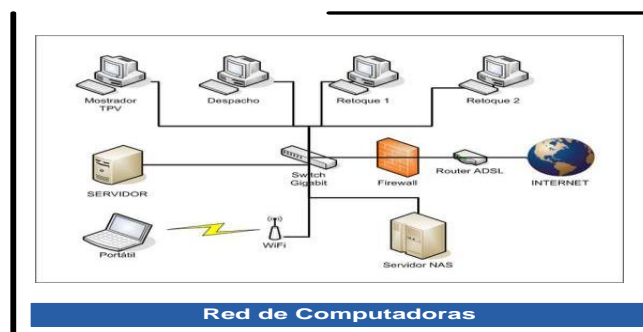 Mostrador
TPV
Despacho
Retoque 1
Retoque 2
SERVIDOR
Switch
Gigabit
Firewall
Router ADSL
INTERNET
Portátil
WiFi
Servidor NAS
Red de Computadoras